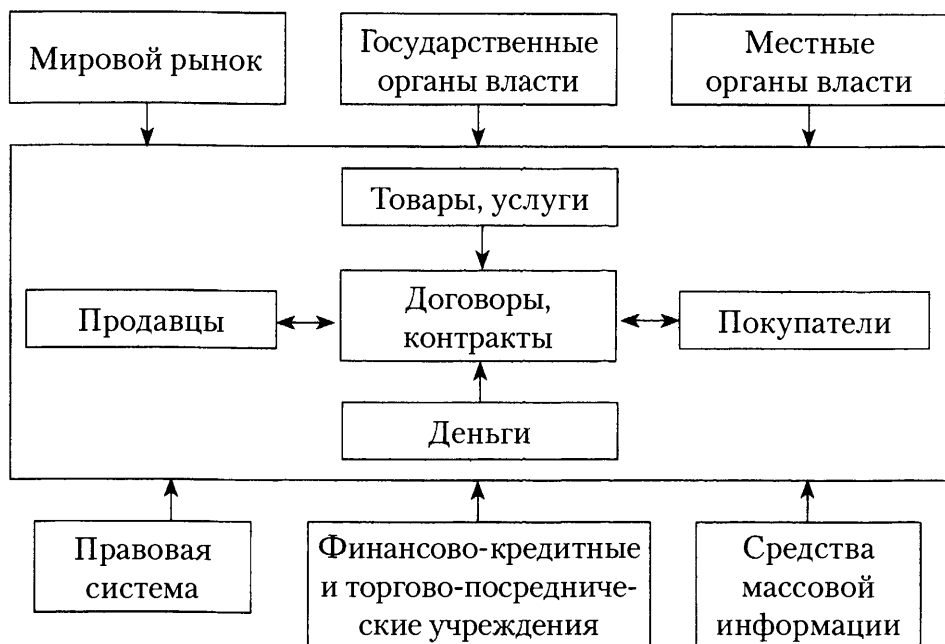 Мировой рынок
Государственные
органы власти
Местные
органы власти
Товары, услуги
Продавцы
Договоры,
контракты
Покупатели
Деньги
Правовая
система
Финансово-кредитные
и торгово-посредниче-
ские учреждения
Средства
массовой
информации